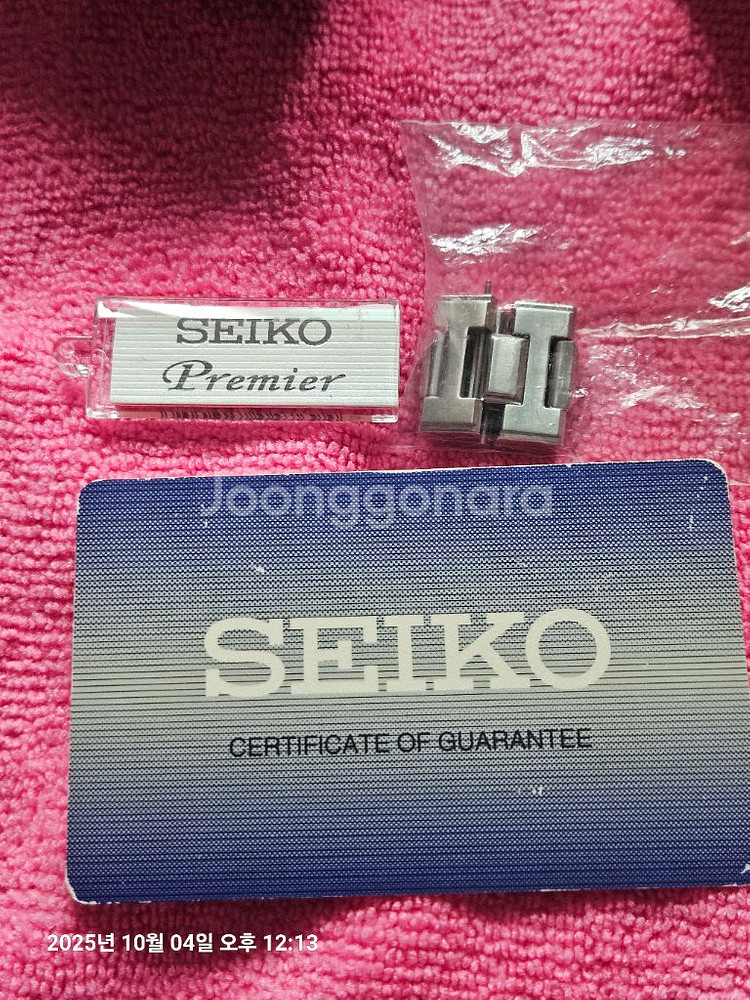 SEIKO
Premier
Joonggonara
SEIKO
CERTIFICATE OF GUARANTEE
2025년 10월 04일 오후 12:13